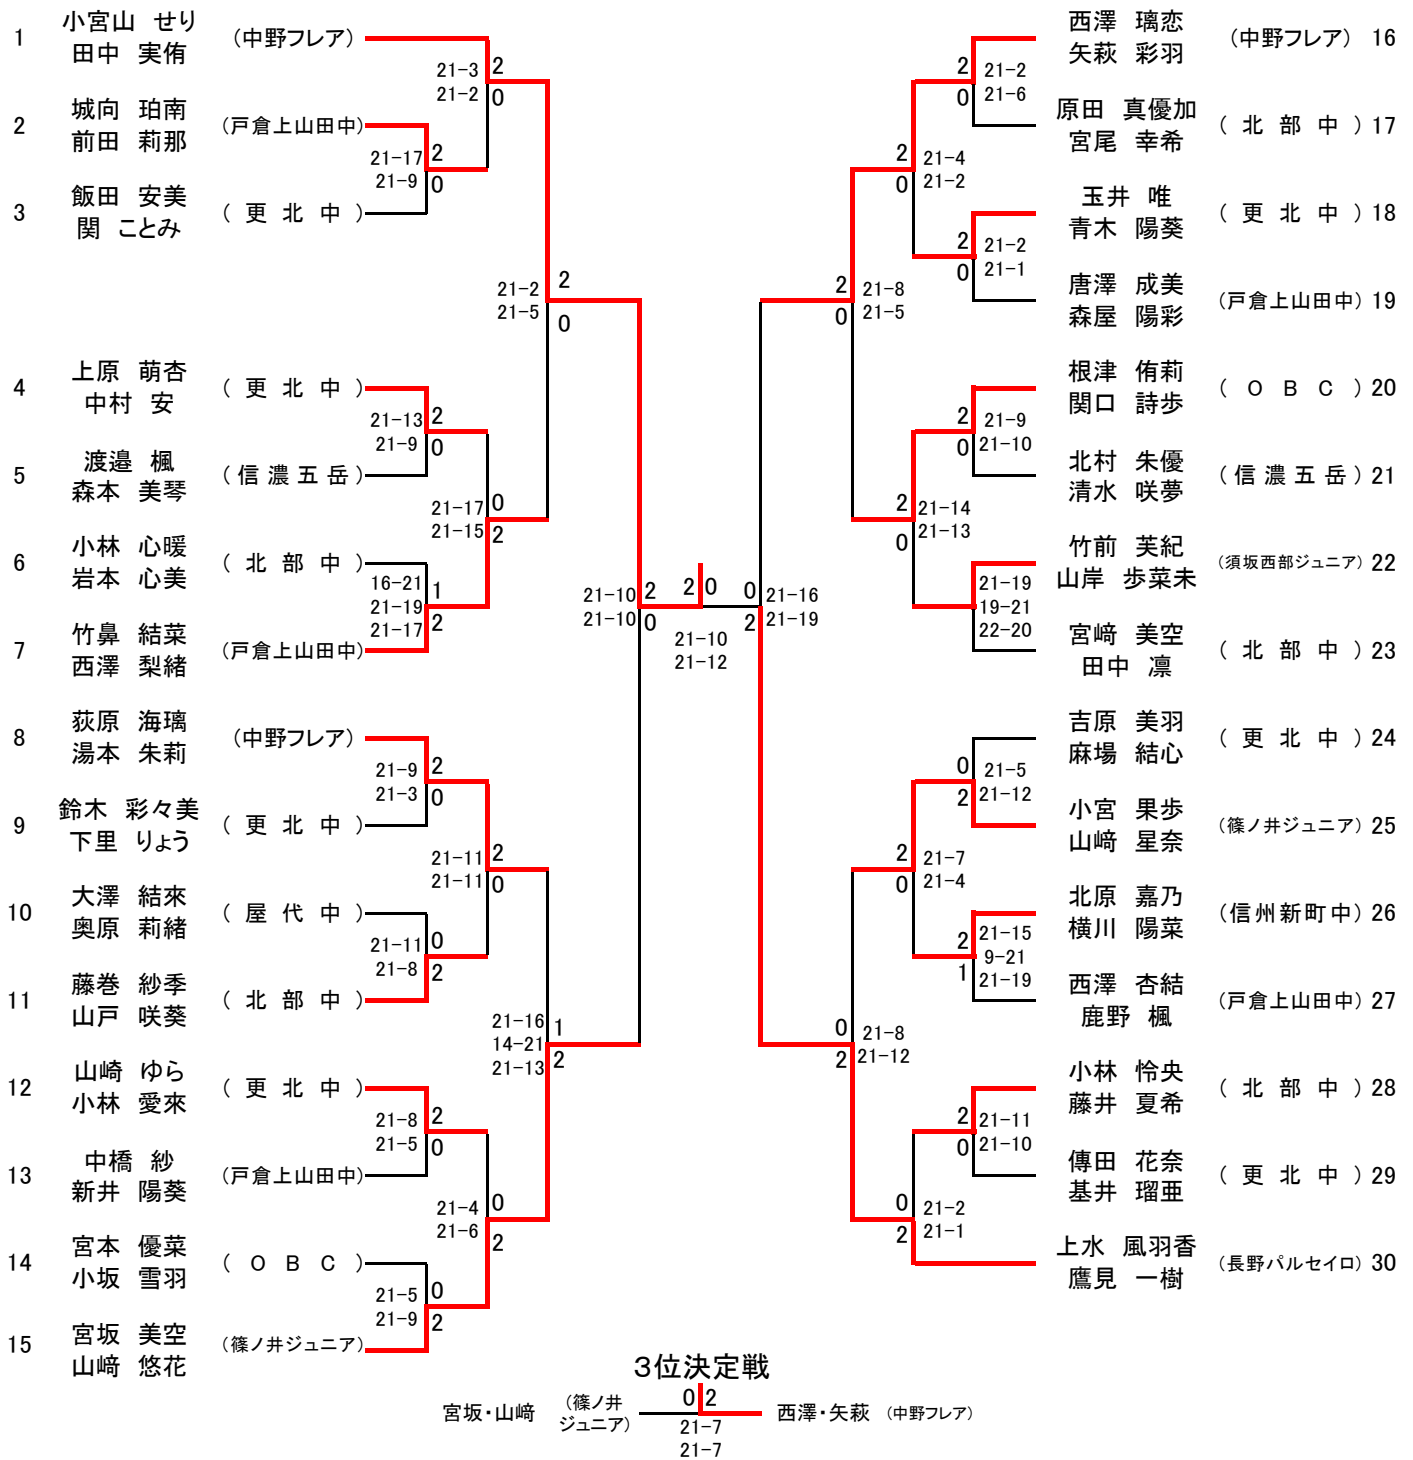 1 小宮山 せり (中野フレア)
田中 実侑
21-3 2
21-2 0
2 城向 珀南 (戸倉上山田中)
前田 莉那
21-17 2
21-9 0
3 飯田 安美 (更北中)
関 ことみ
21-2 2
21-5 0
4 上原 萌杏 (更北中)
中村 安
21-13 2
21-9 0
5 渡邉 楓 (信濃五岳)
森本 美琴
21-17 0
21-15 2
6 小林 心暖 (北部中)
岩本 心美
16-21 1
21-19
21-17 2
7 竹鼻 結菜 (戸倉上山田中)
西澤 梨緒
21-10 2
21-10 0
8 荻原 海璃 (中野フレア)
湯本 朱莉
21-9 2
21-3 0
9 鈴木 彩々美 (更北中)
下里 りょう
21-11 2
21-11 0
10 大澤 結來 (屋代中)
奥原 莉緒
21-11 0
21-8 2
11 藤巻 紗季 (北部中)
山戸 咲葵
21-16 1
14-21
21-13 2
12 山崎 ゆら (更北中)
小林 愛來
21-8 2
21-5 0
13 中橋 紗 (戸倉上山田中)
新井 陽葵
21-4 0
21-6 2
14 宮本 優菜 (OBC)
小坂 雪羽
21-5 0
21-9 2
15 宮坂 美空 (篠ノ井ジュニア)
山﨑 悠花
2 0
21-10
21-12
西澤 璃恋 (中野フレア) 16
矢萩 彩羽
2 21-2
0 21-6
原田 真優加 (北部中) 17
宮尾 幸希
2 21-4
0 21-2
玉井 唯 (更北中) 18
青木 陽葵
2 21-2
0 21-1
唐澤 成美 (戸倉上山田中) 19
森屋 陽彩
2 21-8
0 21-5
根津 侑莉 (OBC) 20
関口 詩歩
2 21-9
0 21-10
北村 朱優 (信濃五岳) 21
清水 咲夢
2 21-14
0 21-13
竹前 芙紀 (須坂西部ジュニア) 22
山岸 歩菜未
21-19
19-21
22-20
宮﨑 美空 (北部中) 23
田中 凛
0 21-16
2 21-19
吉原 美羽 (更北中) 24
麻場 結心
0 21-5
2 21-12
小宮 果歩 (篠ノ井ジュニア) 25
山﨑 星奈
2 21-7
0 21-4
北原 嘉乃 (信州新町中) 26
横川 陽菜
2 21-15
9-21
1 21-19
西澤 杏結 (戸倉上山田中) 27
鹿野 楓
0 21-8
2 21-12
小林 怜央 (北部中) 28
藤井 夏希
2 21-11
0 21-10
傳田 花奈 (更北中) 29
基井 瑠亜
0 21-2
2 21-1
上水 風羽香 (長野パルセイロ) 30
鷹見 一樹
3位決定戦
宮坂・山﨑 (篠ノ井ジュニア) 0 2 西澤・矢萩 (中野フレア)
21-7
21-7